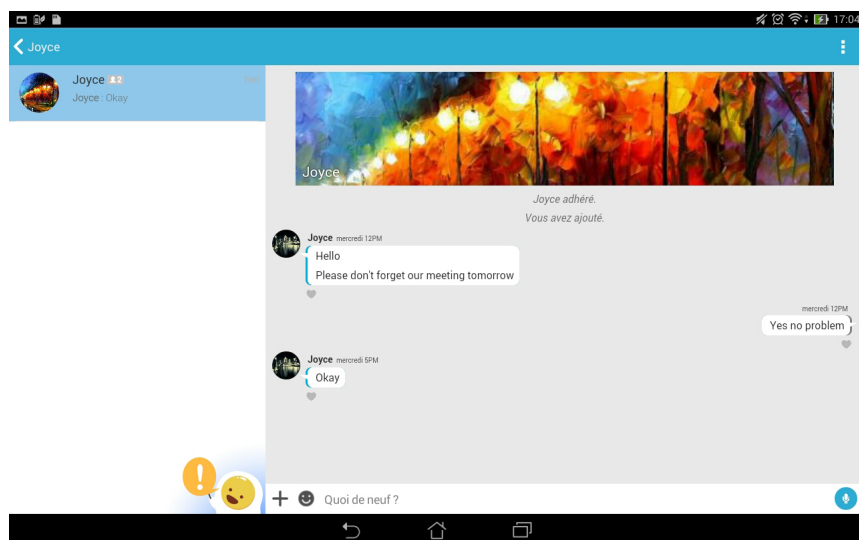 17:04
Joyce
Joyce 2
Joyce : Okay
Joyce
Joyce adhéré.
Vous avez ajouté.
Joyce mercredi 12PM
Hello
Please don't forget our meeting tomorrow
mercredi 12PM
Yes no problem
Joyce mercredi 5PM
Okay
Quoi de neuf ?